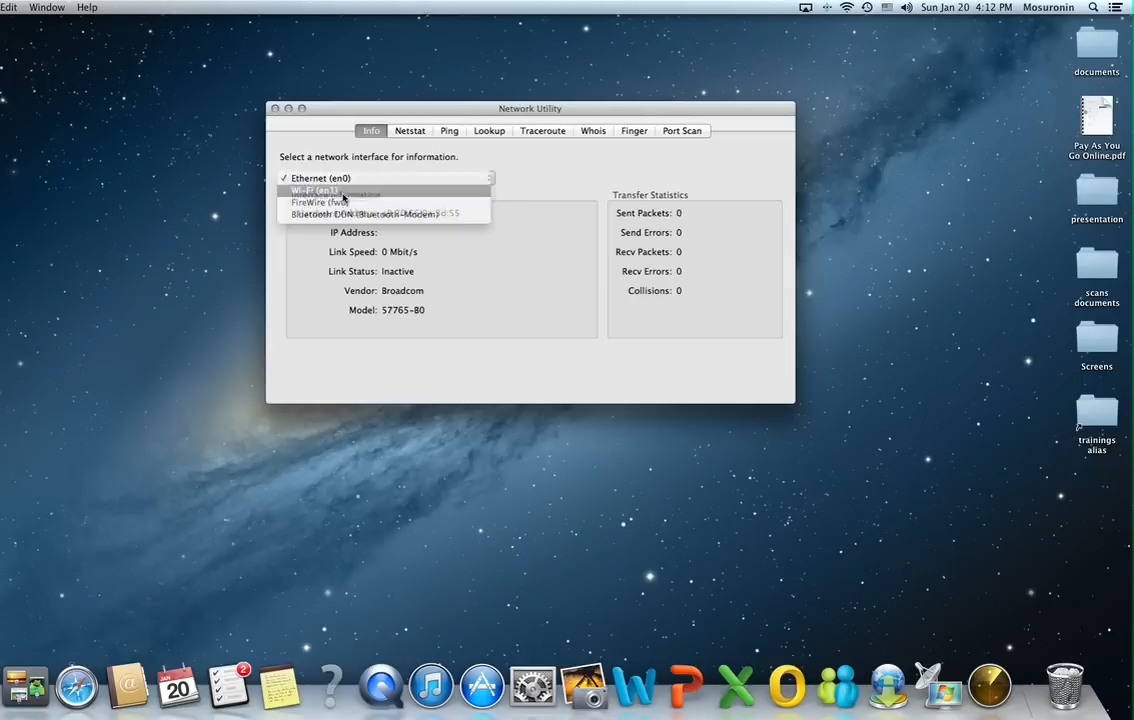 Edit Window Help
Sun Jan 20 4:12 PM Mosuronin
documents
Pay As You
Go Online.pdf
presentation
scans
documents
Screens
trainings
alias
Network Utility
Info Netstat Ping Lookup Traceroute Whois Finger Port Scan
Select a network interface for information.
✓ Ethernet (en0)
Wi-Fi (en1)
FireWire (fw0)
Bluetooth DUN (Bluetooth-Modem)
IP Address:
Link Speed: 0 Mbit/s
Link Status: Inactive
Vendor: Broadcom
Model: 57765-B0
Transfer Statistics
Sent Packets: 0
Send Errors: 0
Recv Packets: 0
Recv Errors: 0
Collisions: 0
JAN
20
2